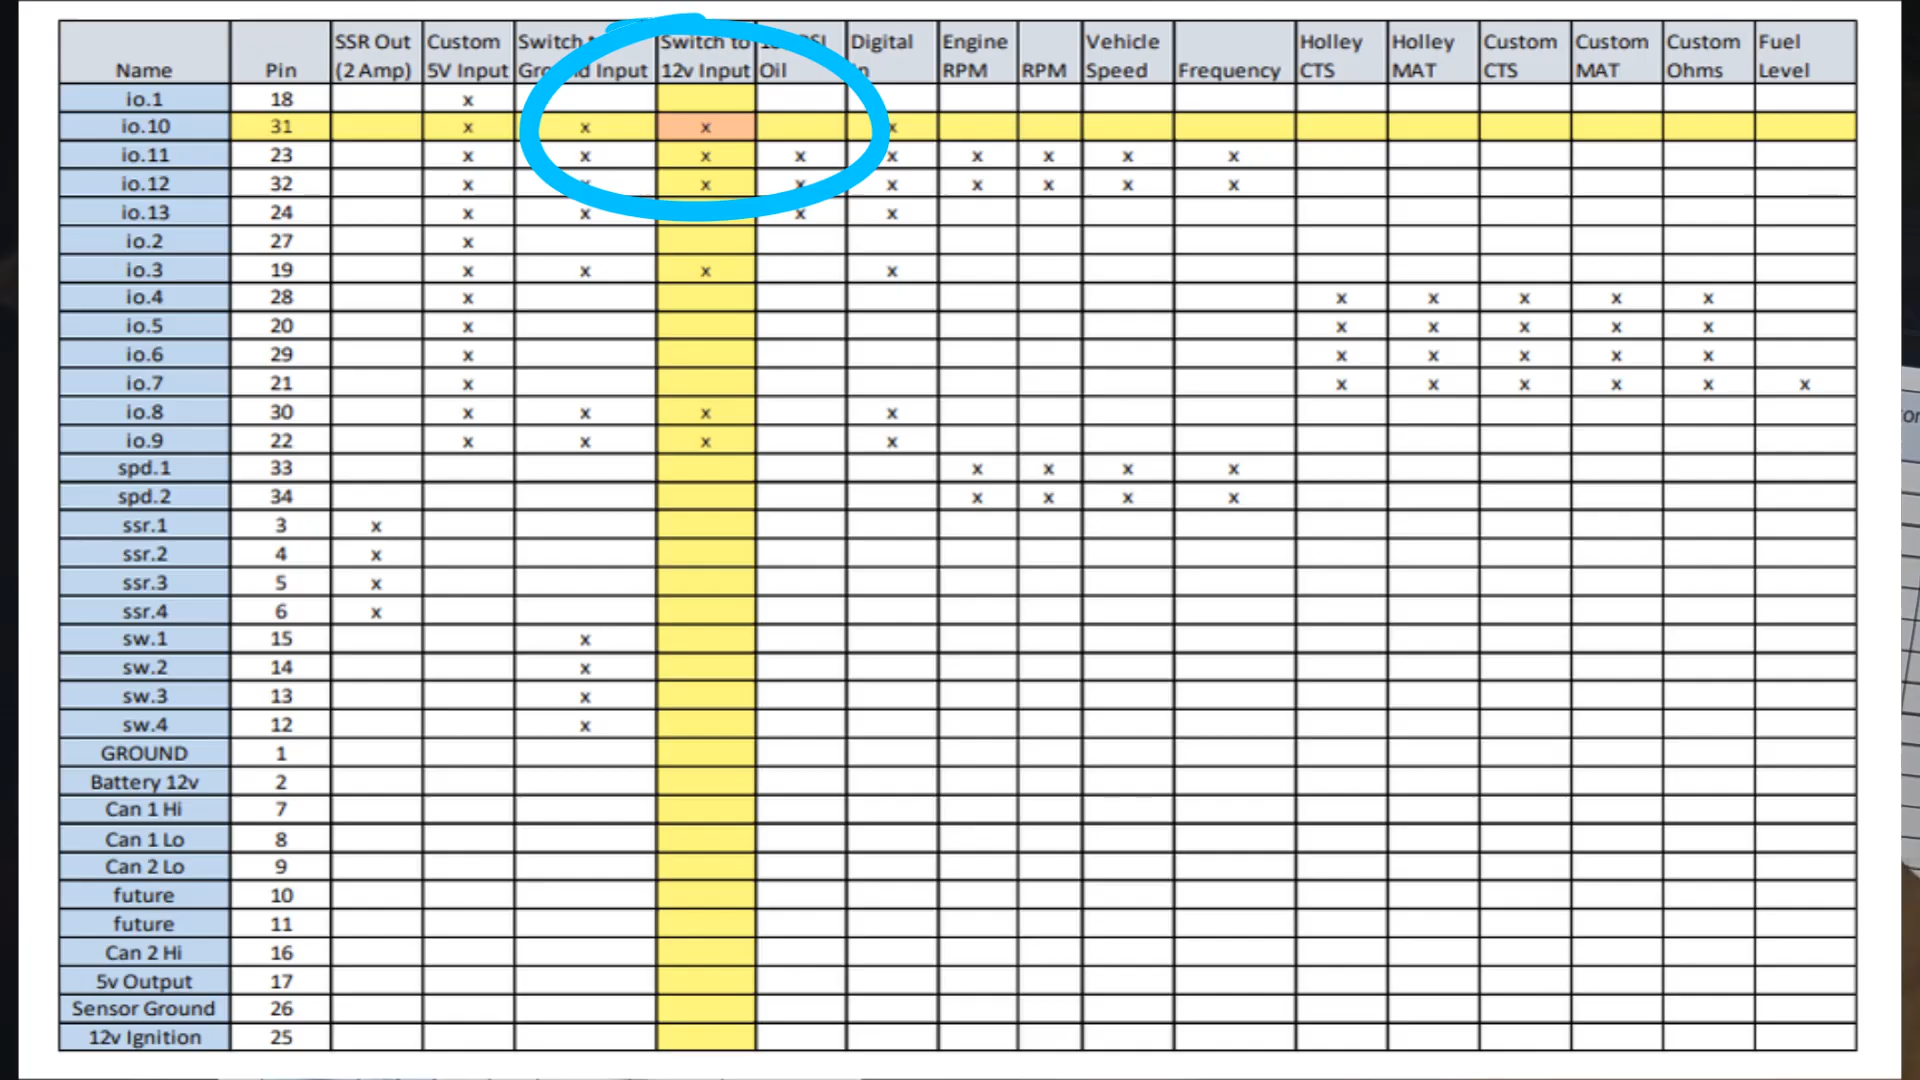 SSR Out Custom Switch Switch to PSI Digital Engine Vehicle Holley Holley Custom Custom Custom Fuel
Name Pin (2 Amp) 5V Input Ground Input 12v Input Oil In RPM RPM Speed Frequency CTS MAT CTS MAT Ohms Level
io.1 18 x
io.10 31 x x x x
io.11 23 x x x x x x x x x
io.12 32 x x x x x x x x x
io.13 24 x x x x
io.2 27 x
io.3 19 x x x x
io.4 28 x x x x x x
io.5 20 x x x x x x
io.6 29 x x x x x x
io.7 21 x x x x x x x
io.8 30 x x x x
io.9 22 x x x x
spd.1 33 x x x x
spd.2 34 x x x x
ssr.1 3 x
ssr.2 4 x
ssr.3 5 x
ssr.4 6 x
sw.1 15 x
sw.2 14 x
sw.3 13 x
sw.4 12 x
GROUND 1
Battery 12v 2
Can 1 Hi 7
Can 1 Lo 8
Can 2 Lo 9
future 10
future 11
Can 2 Hi 16
5v Output 17
Sensor Ground 26
12v Ignition 25